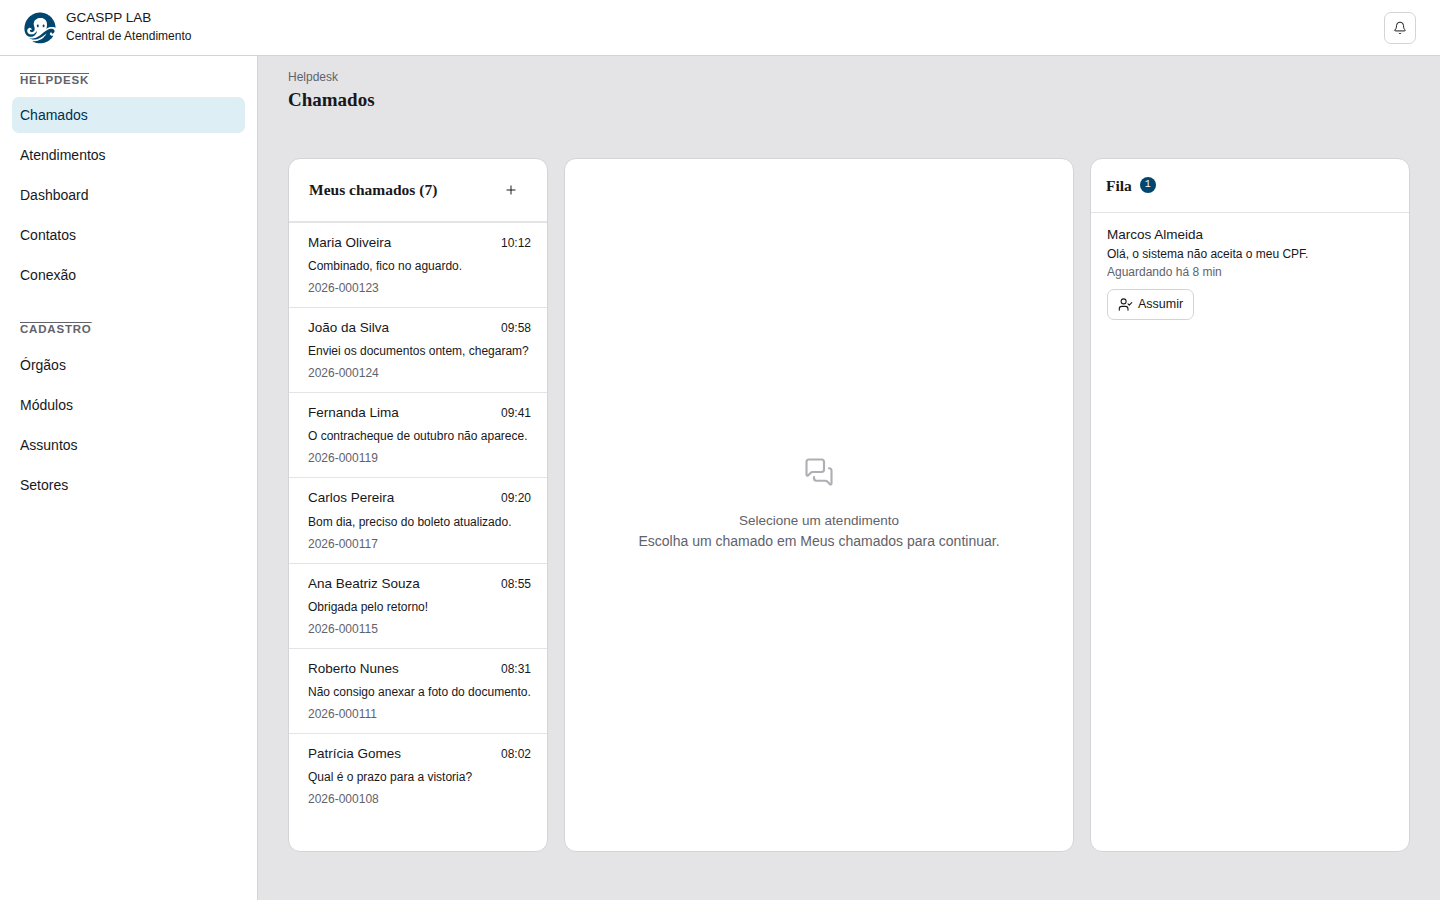 GCASPP LAB
Central de Atendimento
HELPDESK
Chamados
Atendimentos
Dashboard
Contatos
Conexão
CADASTRO
Órgãos
Módulos
Assuntos
Setores
Helpdesk
Chamados
Meus chamados (7)
Maria Oliveira 10:12
Combinado, fico no aguardo.
2026-000123
João da Silva 09:58
Enviei os documentos ontem, chegaram?
2026-000124
Fernanda Lima 09:41
O contracheque de outubro não aparece.
2026-000119
Carlos Pereira 09:20
Bom dia, preciso do boleto atualizado.
2026-000117
Ana Beatriz Souza 08:55
Obrigada pelo retorno!
2026-000115
Roberto Nunes 08:31
Não consigo anexar a foto do documento.
2026-000111
Patrícia Gomes 08:02
Qual é o prazo para a vistoria?
2026-000108
Selecione um atendimento
Escolha um chamado em Meus chamados para continuar.
Fila 1
Marcos Almeida
Olá, o sistema não aceita o meu CPF.
Aguardando há 8 min
Assumir